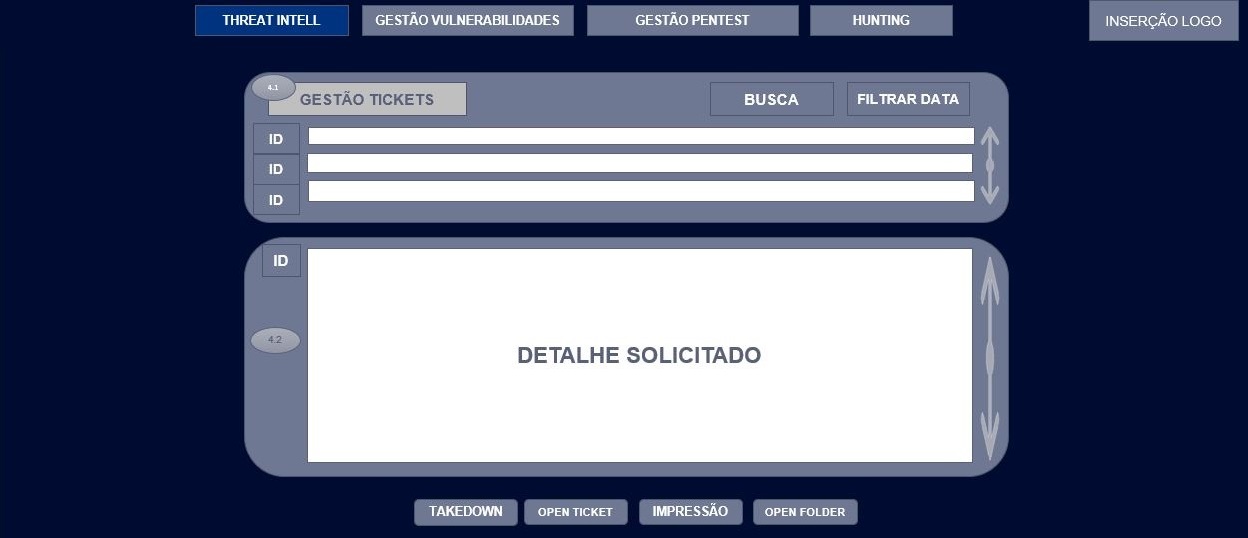 THREAT INTELL
GESTÃO VULNERABILIDADES
GESTÃO PENTEST
HUNTING
INSERÇÃO LOGO
4.1
GESTÃO TICKETS
BUSCA
FILTRAR DATA
ID
ID
ID
ID
4.2
DETALHE SOLICITADO
TAKEDOWN
OPEN TICKET
IMPRESSÃO
OPEN FOLDER